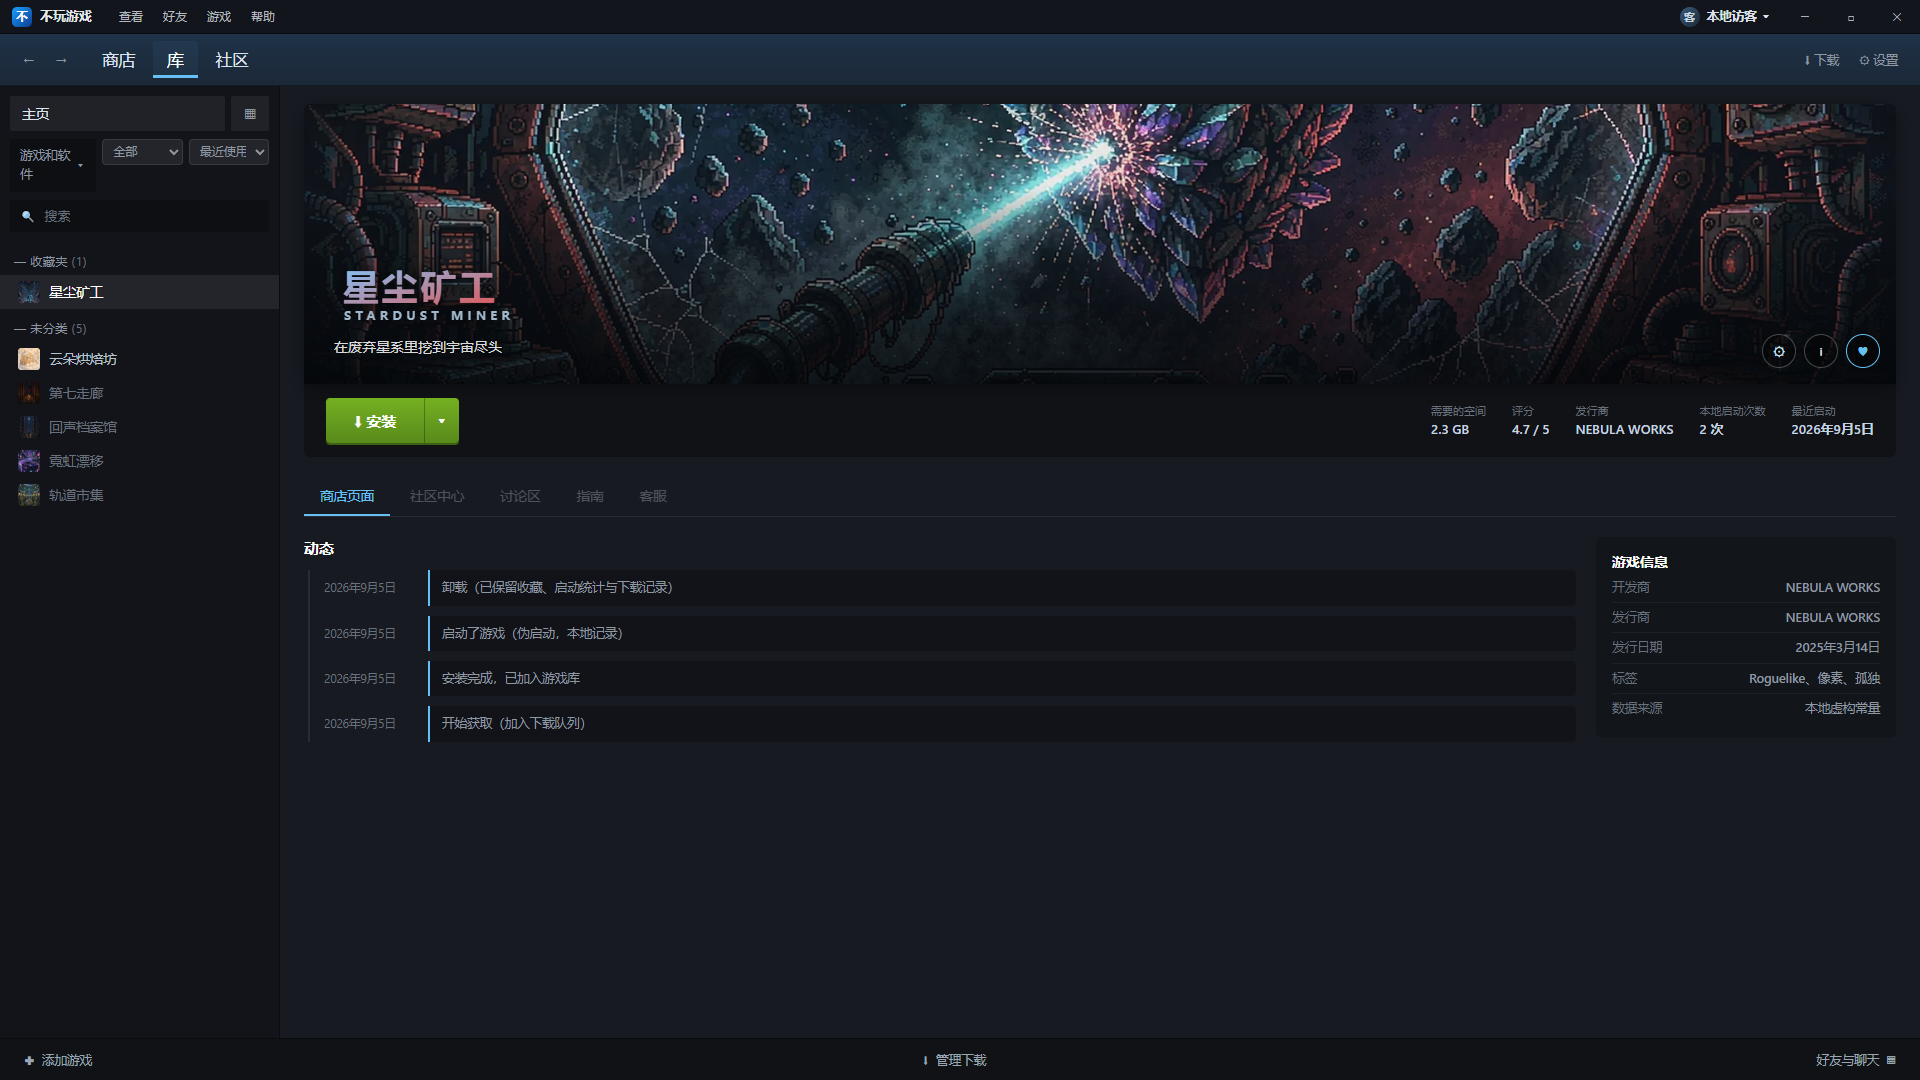 不 不玩游戏 查看 好友 游戏 帮助 客 本地访客
商店 库 社区 下载 设置
主页
游戏和软件 全部 最近使用
搜索
— 收藏夹 (1)
星尘矿工
— 未分类 (5)
云朵烘焙坊
第七走廊
回声档案馆
霓虹漂移
轨道市集
星尘矿工
STARDUST MINER
在废弃星系里挖到宇宙尽头
安装
需要的空间 评分 发行商 本地启动次数 最近启动
2.3 GB 4.7 / 5 NEBULA WORKS 2 次 2026年9月5日
商店页面 社区中心 讨论区 指南 客服
动态
2026年9月5日 卸载（已保留收藏、启动统计与下载记录）
2026年9月5日 启动了游戏（伪启动，本地记录）
2026年9月5日 安装完成，已加入游戏库
2026年9月5日 开始获取（加入下载队列）
游戏信息
开发商 NEBULA WORKS
发行商 NEBULA WORKS
发行日期 2025年3月14日
标签 Roguelike、像素、孤独
数据来源 本地虚构常量
添加游戏 管理下载 好友与聊天